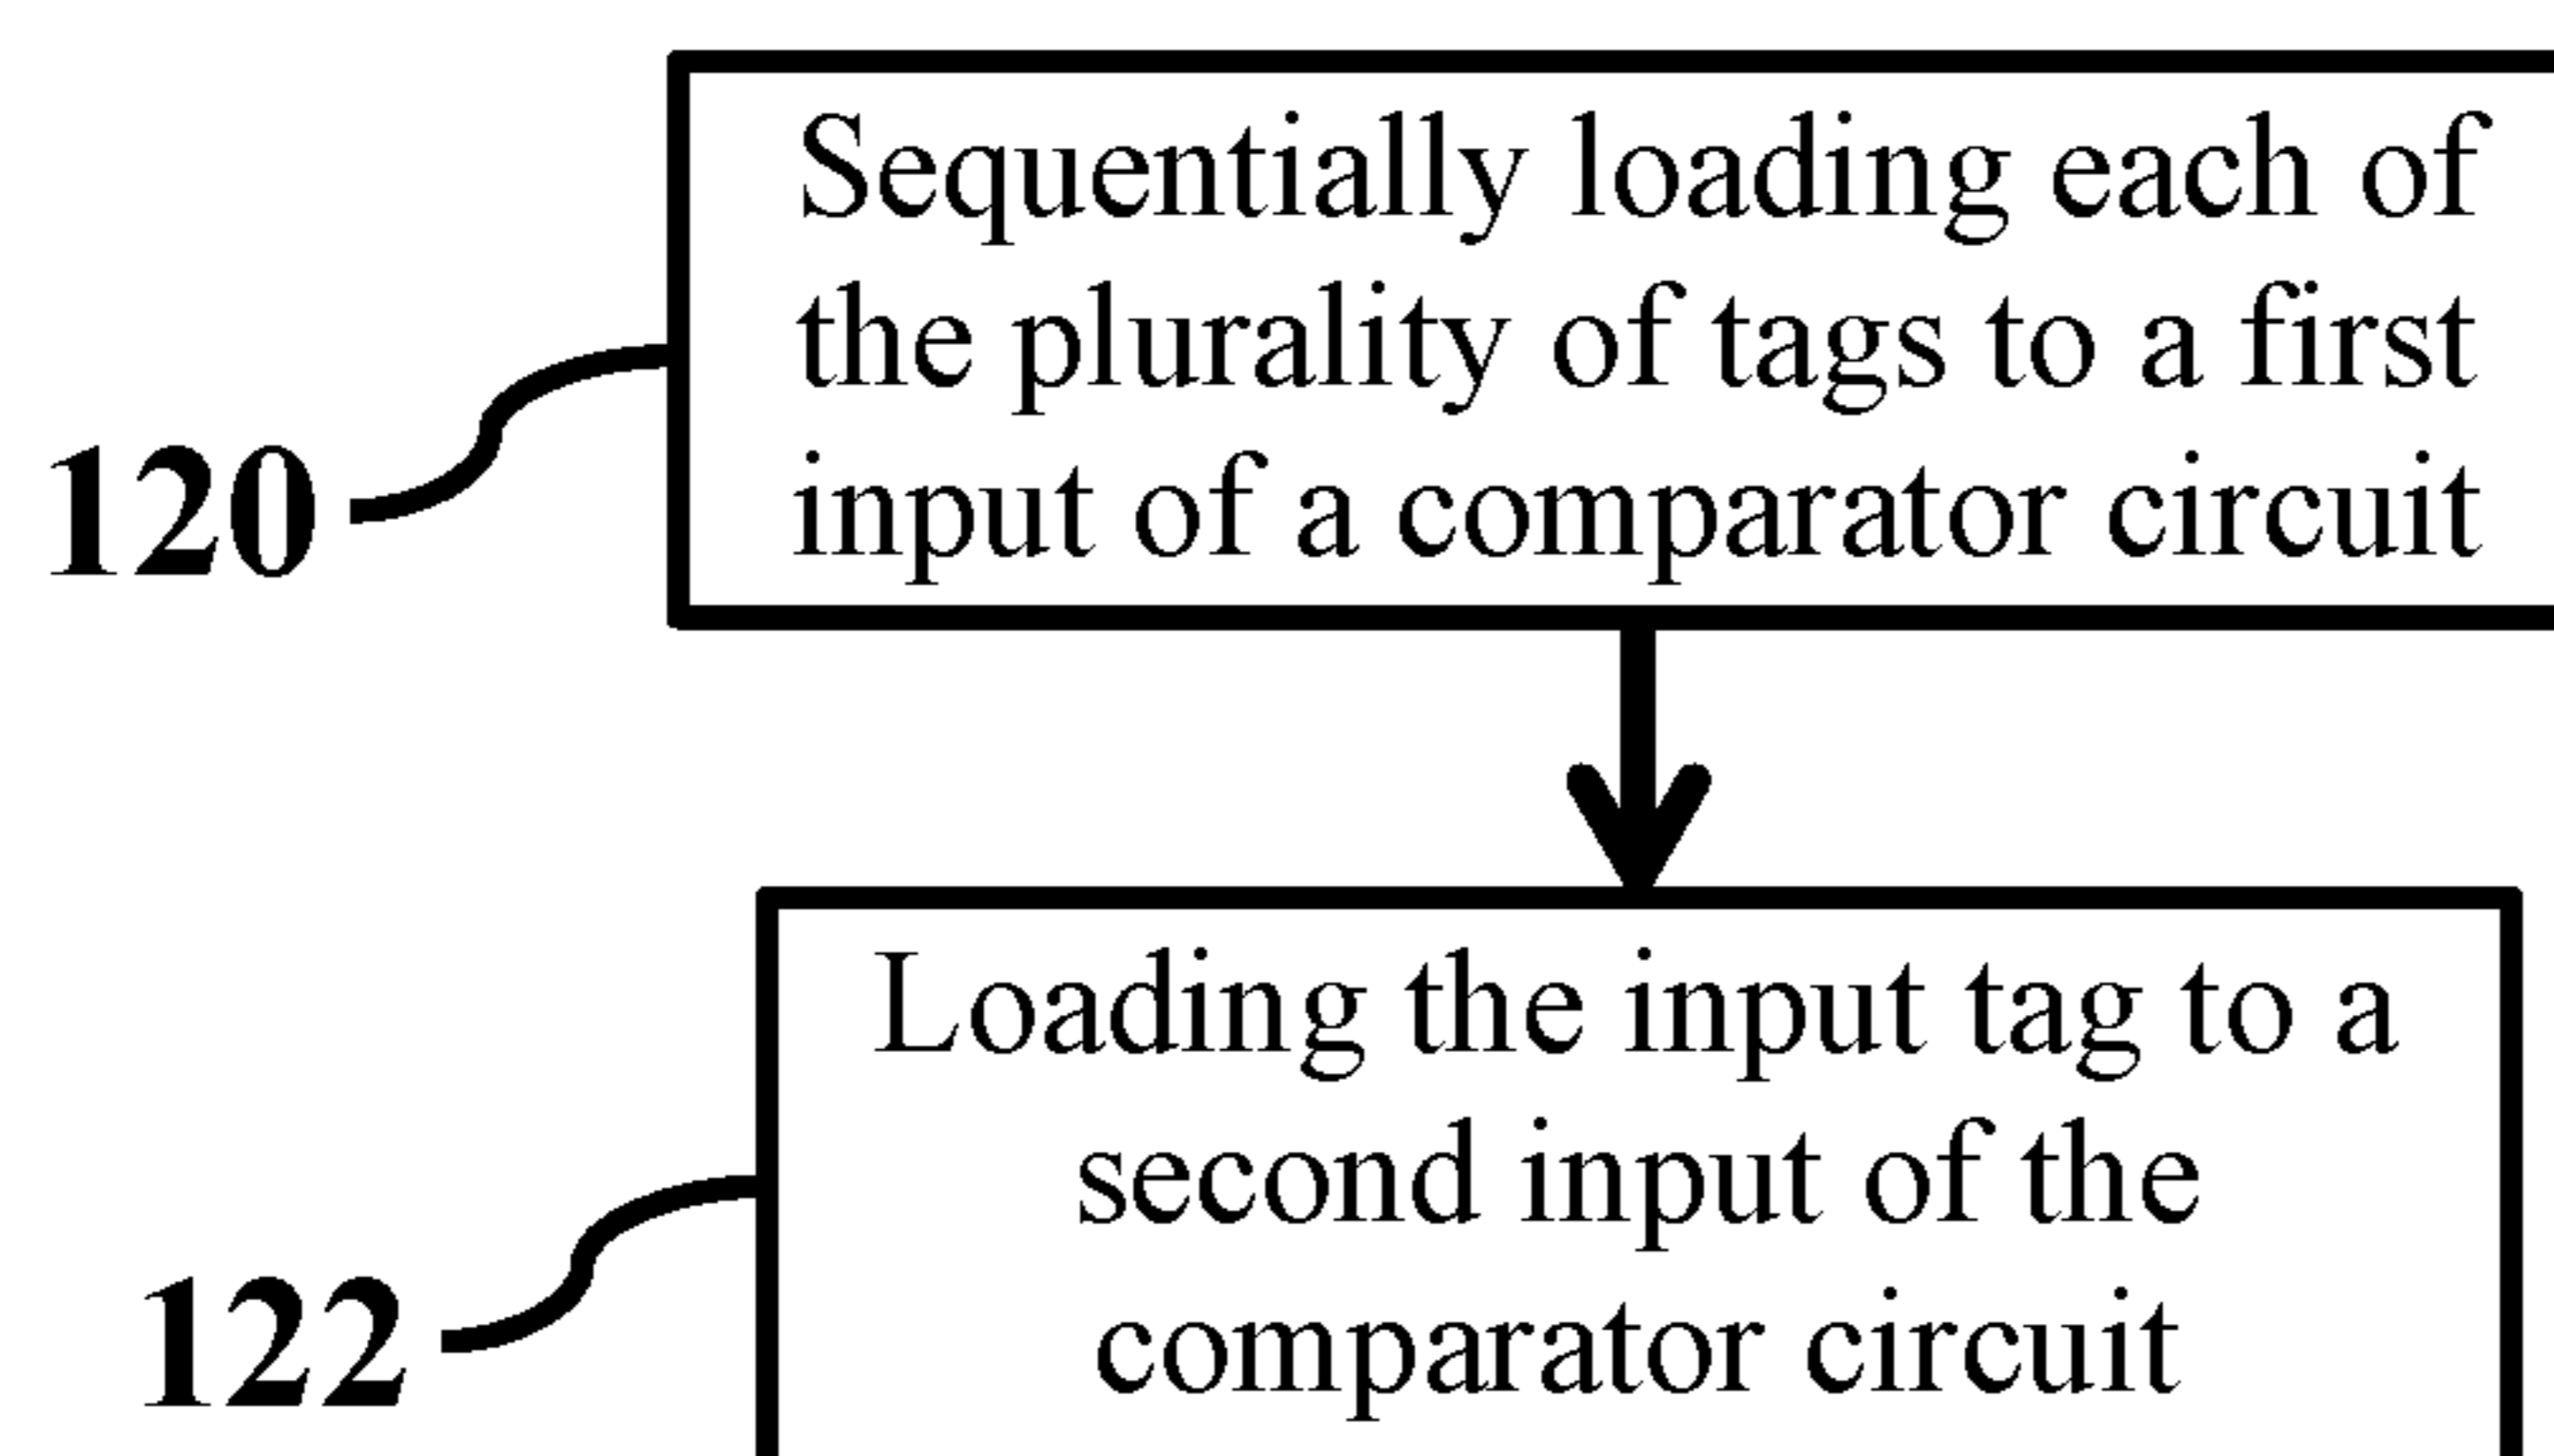 Sequentially loading each of
the plurality of tags to a first
input of a comparator circuit
120
Loading the input tag to a
second input of the
comparator circuit
122